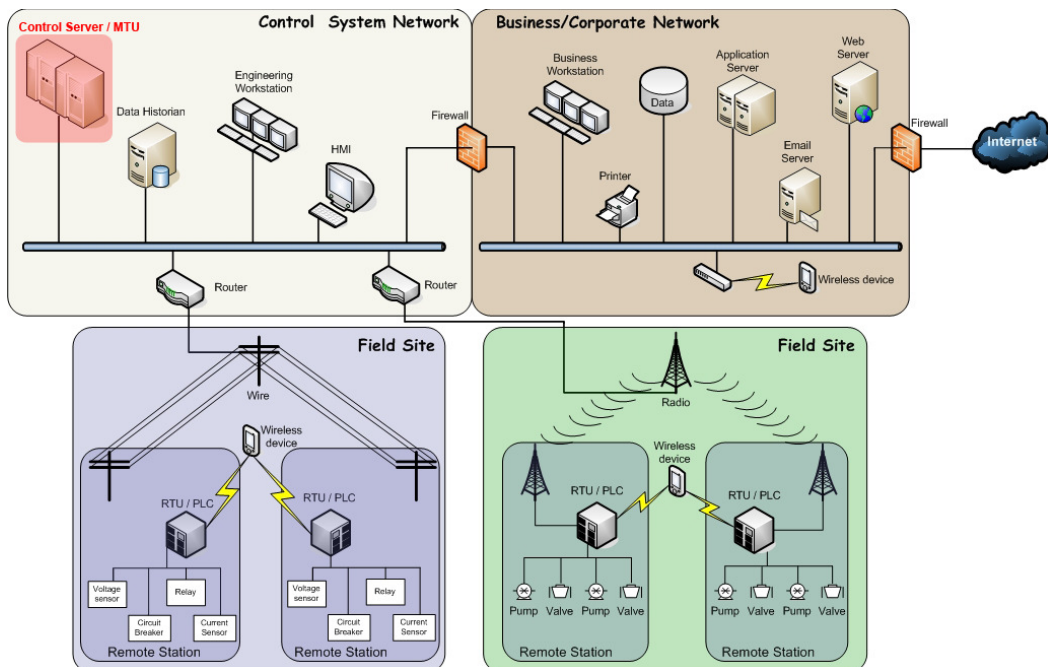 Control System Network
Business/Corporate Network
Control Server / MTU
Data Historian
Engineering
Workstation
HMI
Firewall
Business
Workstation
Data
Application
Server
Web
Server
Firewall
Internet
Printer
Email
Server
Router
Router
Wireless device
Field Site
Wire
Wireless
device
RTU / PLC
RTU / PLC
Voltage
sensor
Relay
Circuit
Breaker
Current
Sensor
Remote Station
Voltage
sensor
Relay
Circuit
Breaker
Current
Sensor
Remote Station
Field Site
Radio
Wireless
device
RTU / PLC
RTU / PLC
Pump
Valve
Pump
Valve
Remote Station
Pump
Valve
Pump
Valve
Remote Station